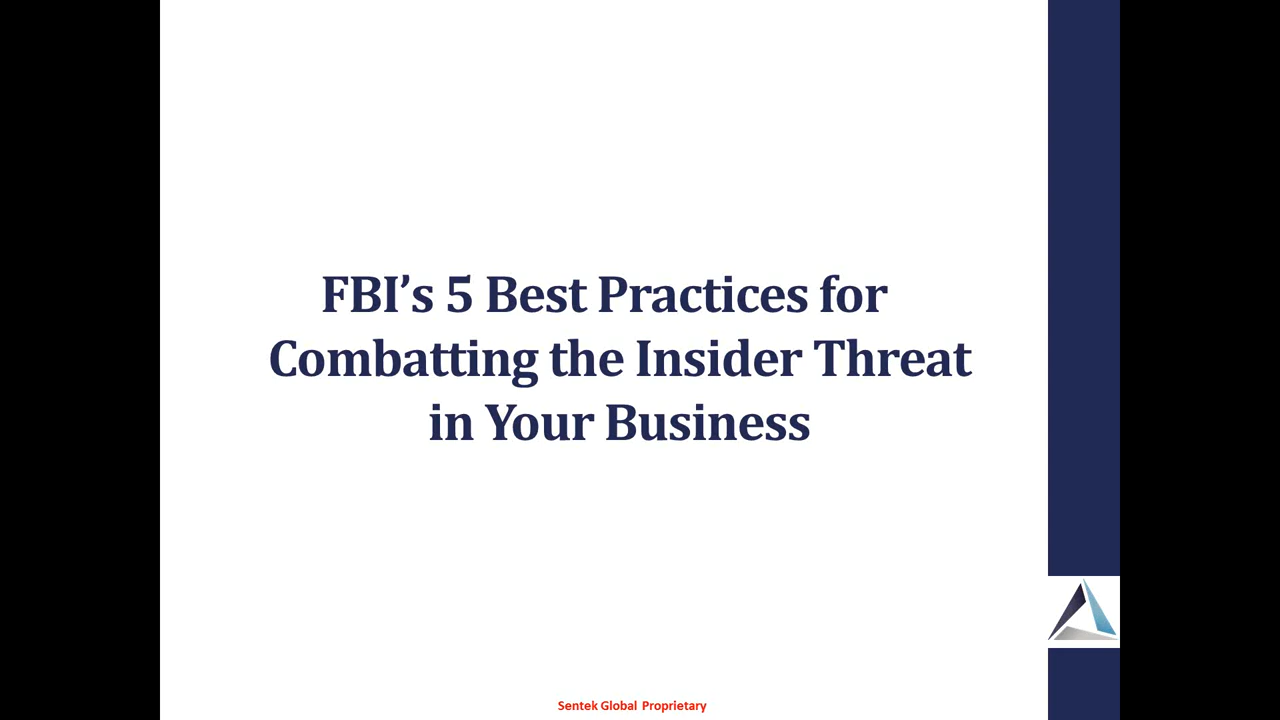 FBI’s 5 Best Practices for
Combatting the Insider Threat
in Your Business
Sentek Global Proprietary